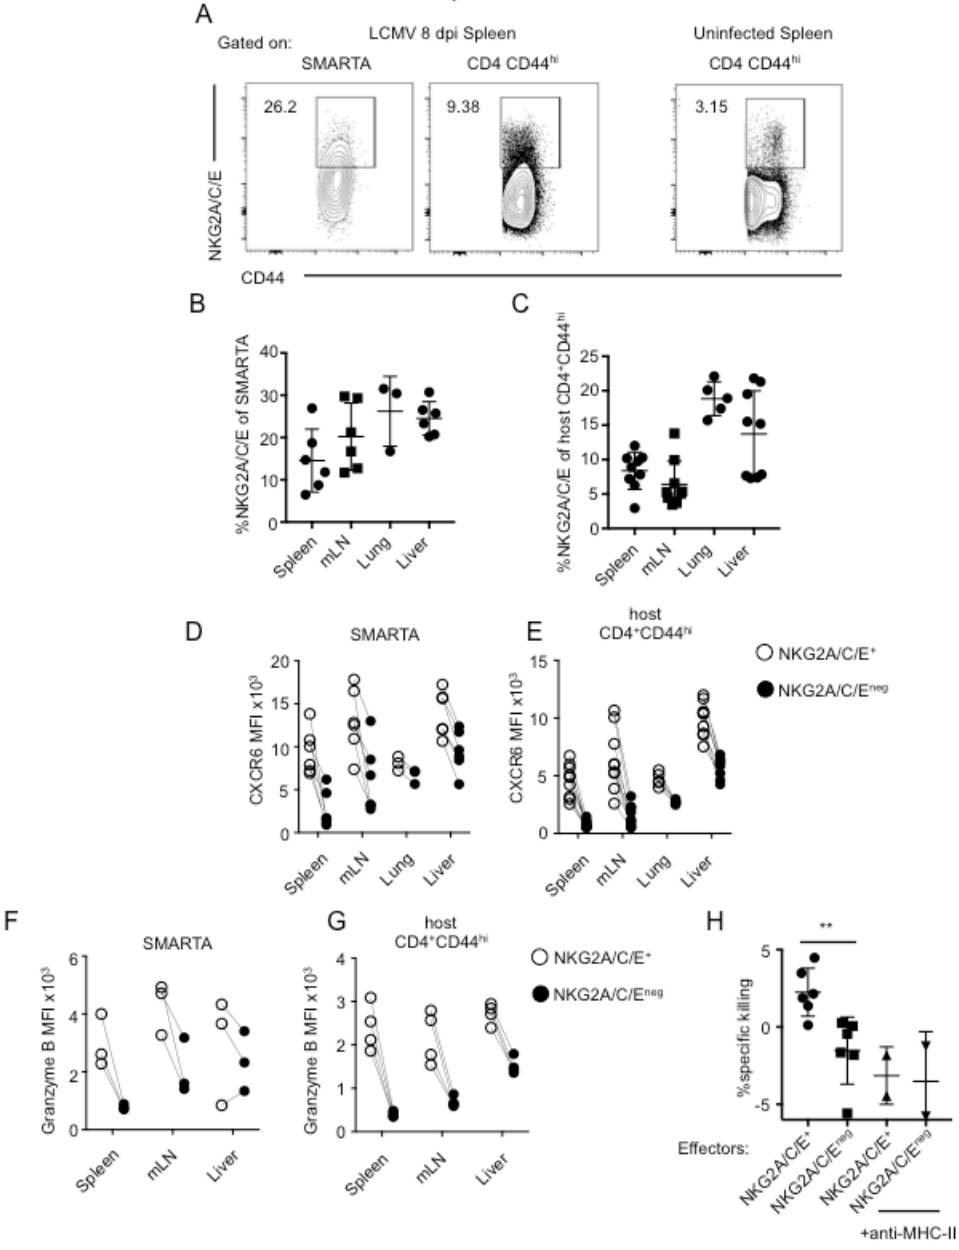 A
LCMV 8 dpi Spleen
Uninfected Spleen
Gated on:
SMARTA
CD4 CD44hi
CD4 CD44hi
26.2
9.38
3.15
NKG2A/C/E
CD44
B
%NKG2A/C/E of SMARTA
40
30
20
10
0
Spleen
mLN
Lung
Liver
C
%NKG2A/C/E of host CD4+CD44hi
25
20
15
10
5
0
Spleen
mLN
Lung
Liver
D
SMARTA
CXCR6 MFI x10³
20
15
10
5
0
Spleen
mLN
Lung
Liver
E
host
CD4+CD44hi
CXCR6 MFI x10³
15
10
5
0
Spleen
mLN
Lung
Liver
NKG2A/C/E+
NKG2A/C/Eneg
F
SMARTA
Granzyme B MFI x10³
6
4
2
0
Spleen
mLN
Liver
G
host
CD4+CD44hi
Granzyme B MFI x10³
4
3
2
1
0
Spleen
mLN
Liver
NKG2A/C/E+
NKG2A/C/Eneg
H
**
%specific killing
5
0
-5
Effectors:
NKG2A/C/E+
NKG2A/C/Eneg
NKG2A/C/E+
NKG2A/C/Eneg
+anti-MHC-II